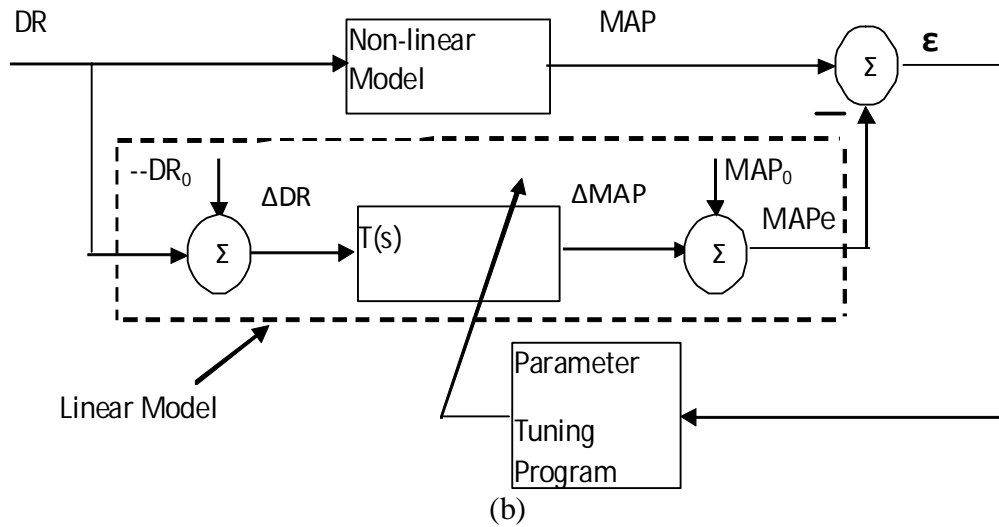 DR
Non-linear
Model
MAP
Σ
ε
--DR₀
ΔDR
Σ
T(s)
ΔMAP
MAP₀
Σ
MAPe
Linear Model
Parameter
Tuning
Program
(b)